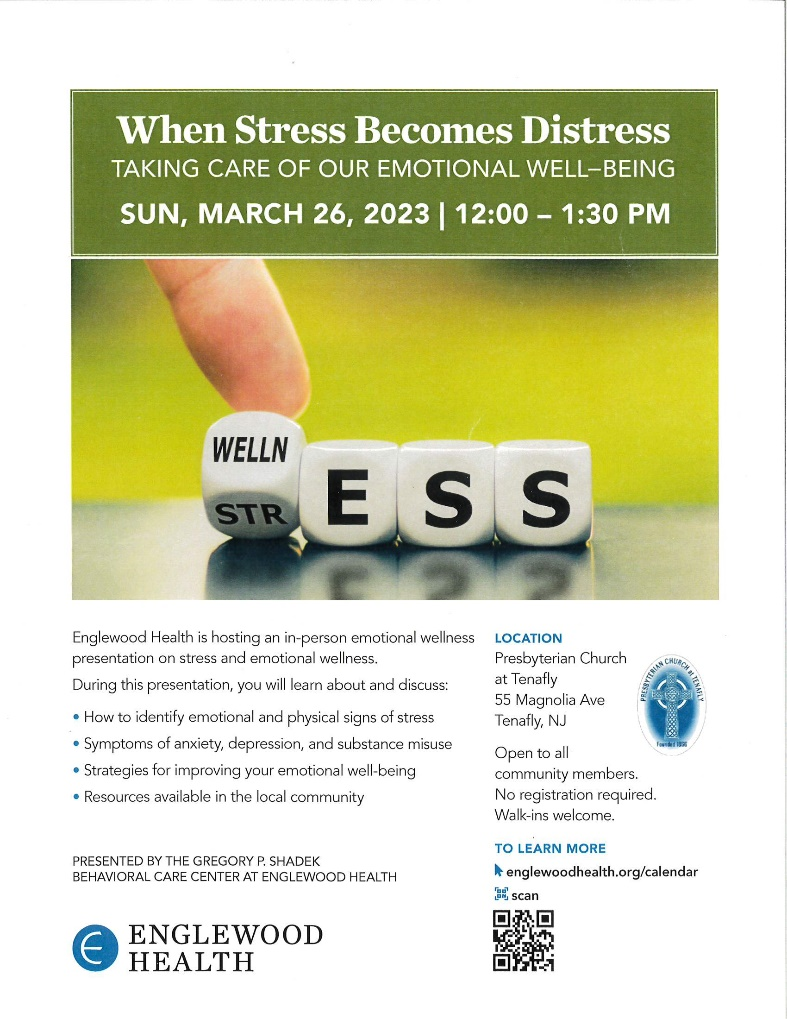 When Stress Becomes Distress
TAKING CARE OF OUR EMOTIONAL WELL–BEING
SUN, MARCH 26, 2023 | 12:00 – 1:30 PM
WELLN
STR
E S S
Englewood Health is hosting an in-person emotional wellness
presentation on stress and emotional wellness.
During this presentation, you will learn about and discuss:
• How to identify emotional and physical signs of stress
• Symptoms of anxiety, depression, and substance misuse
• Strategies for improving your emotional well-being
• Resources available in the local community
PRESENTED BY THE GREGORY P. SHADEK
BEHAVIORAL CARE CENTER AT ENGLEWOOD HEALTH
ENGLEWOOD
HEALTH
LOCATION
Presbyterian Church
at Tenafly
55 Magnolia Ave
Tenafly, NJ
PRESBYTERIAN CHURCH at TENAFLY
Founded
Open to all
community members.
No registration required.
Walk-ins welcome.
TO LEARN MORE
englewoodhealth.org/calendar
scan